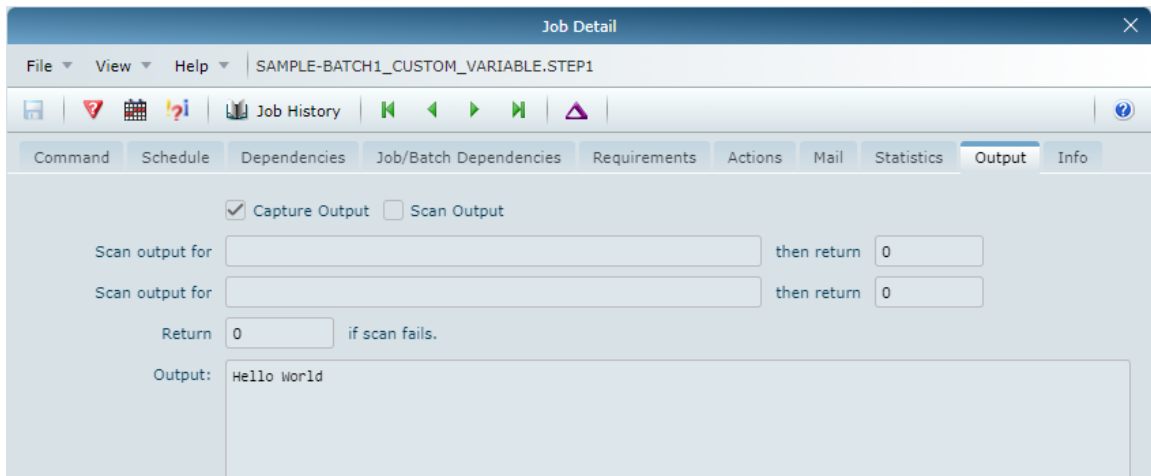 Job Detail
File View Help SAMPLE-BATCH1_CUSTOM_VARIABLE.STEP1
Job History
Command Schedule Dependencies Job/Batch Dependencies Requirements Actions Mail Statistics Output Info
Capture Output Scan Output
Scan output for then return 0
Scan output for then return 0
Return 0 if scan fails.
Output: Hello World